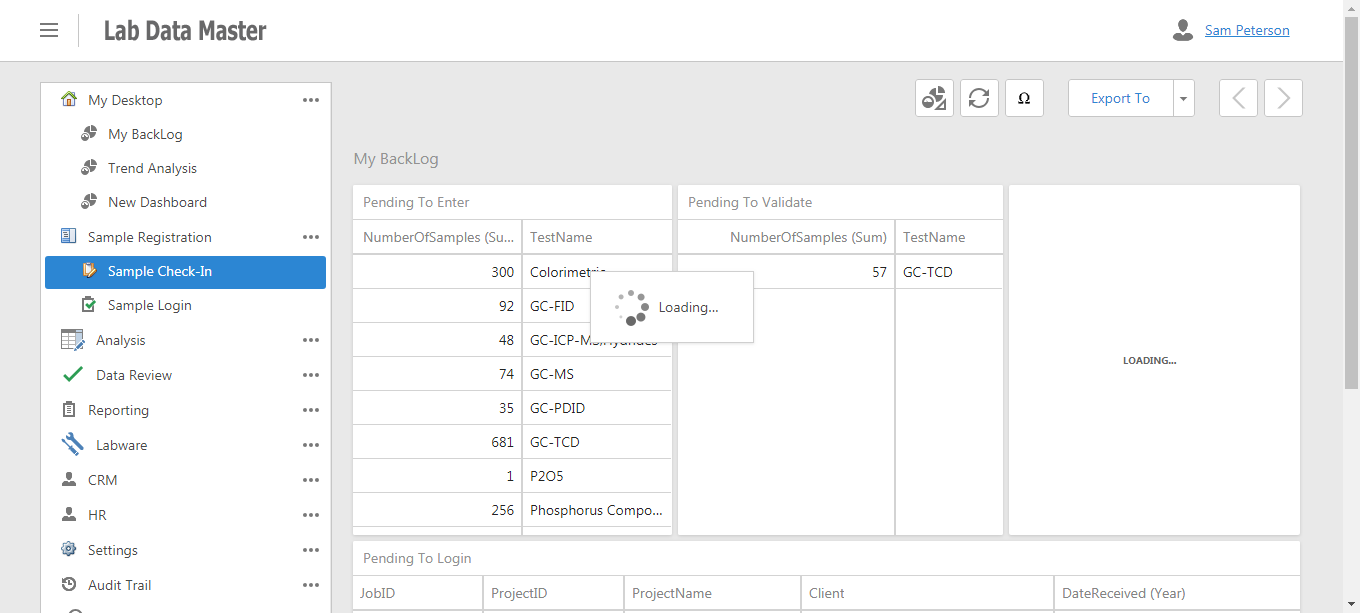 Lab Data Master
Sam Peterson
My Desktop
My BackLog
Trend Analysis
New Dashboard
Sample Registration
Sample Check-In
Sample Login
Analysis
Data Review
Reporting
Labware
CRM
HR
Settings
Audit Trail
Ω
Export To
My BackLog
Pending To Enter
NumberOfSamples (Su... TestName
300 Colorimetric
92 GC-FID
48 GC-ICP-MS/Hydrides
74 GC-MS
35 GC-PDID
681 GC-TCD
1 P2O5
256 Phosphorus Compo...
Pending To Validate
NumberOfSamples (Sum) TestName
57 GC-TCD
Loading...
LOADING...
Pending To Login
JobID ProjectID ProjectName Client DateReceived (Year)